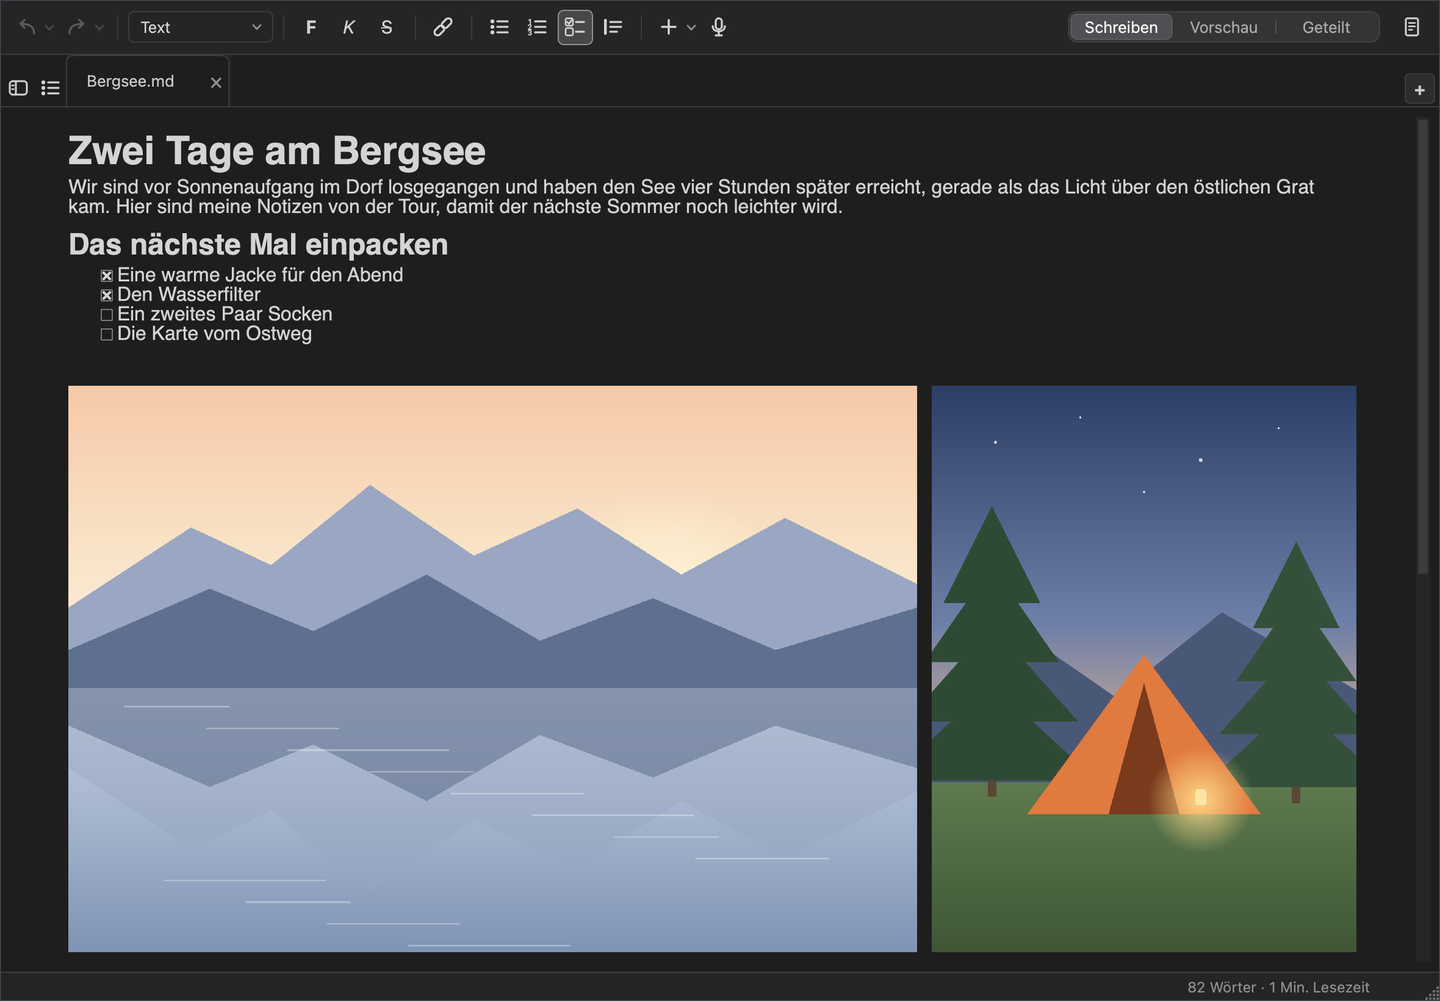 Text
F
K
S
Schreiben
Vorschau
Geteilt
Bergsee.md
Zwei Tage am Bergsee
Wir sind vor Sonnenaufgang im Dorf losgegangen und haben den See vier Stunden später erreicht, gerade als das Licht über den östlichen Grat
kam. Hier sind meine Notizen von der Tour, damit der nächste Sommer noch leichter wird.
Das nächste Mal einpacken
Eine warme Jacke für den Abend
Den Wasserfilter
Ein zweites Paar Socken
Die Karte vom Ostweg
82 Wörter · 1 Min. Lesezeit